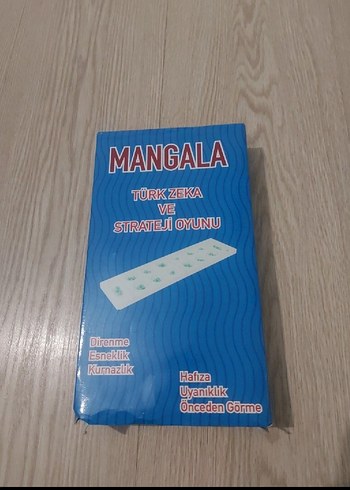 MANGALA
TÜRK ZEKA
VE
STRATEJİ OYUNU
Direnme
Esneklik
Kurnazlık
Hafıza
Uyanıklık
Önceden Görme